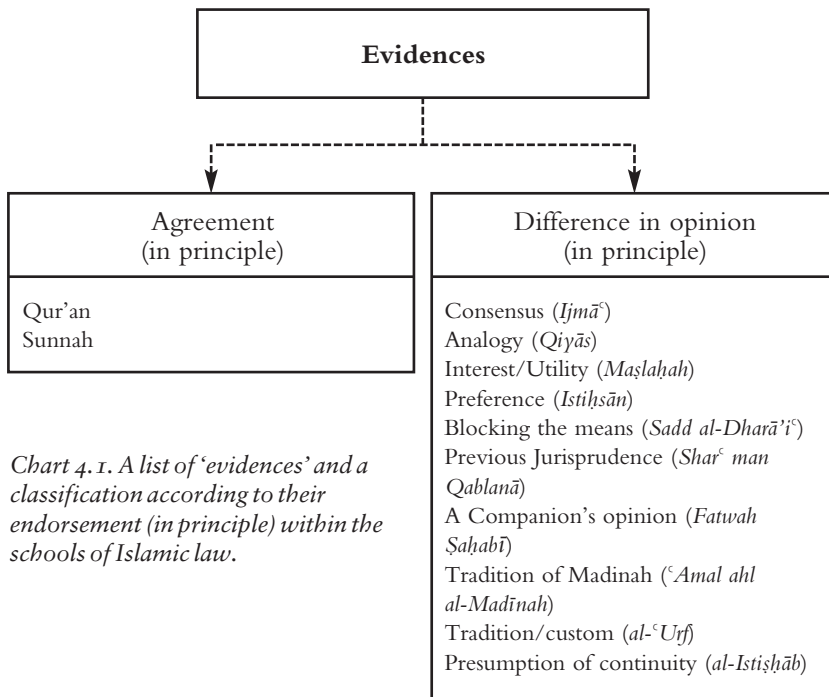 Evidences
Agreement
(in principle)
Qur’an
Sunnah
Difference in opinion
(in principle)
Consensus (Ijmāʿ)
Analogy (Qiyās)
Interest/Utility (Maṣlaḥah)
Preference (Istiḥsān)
Blocking the means (Sadd al-Dharā’iʿ)
Previous Jurisprudence (Sharʿ man
Qablanā)
A Companion’s opinion (Fatwah
Ṣaḥabī)
Tradition of Madinah (ʿAmal ahl
al-Madīnah)
Tradition/custom (al-ʿUrf)
Presumption of continuity (al-Istiṣḥāb)
Chart 4.1. A list of ‘evidences’ and a
classification according to their
endorsement (in principle) within the
schools of Islamic law.